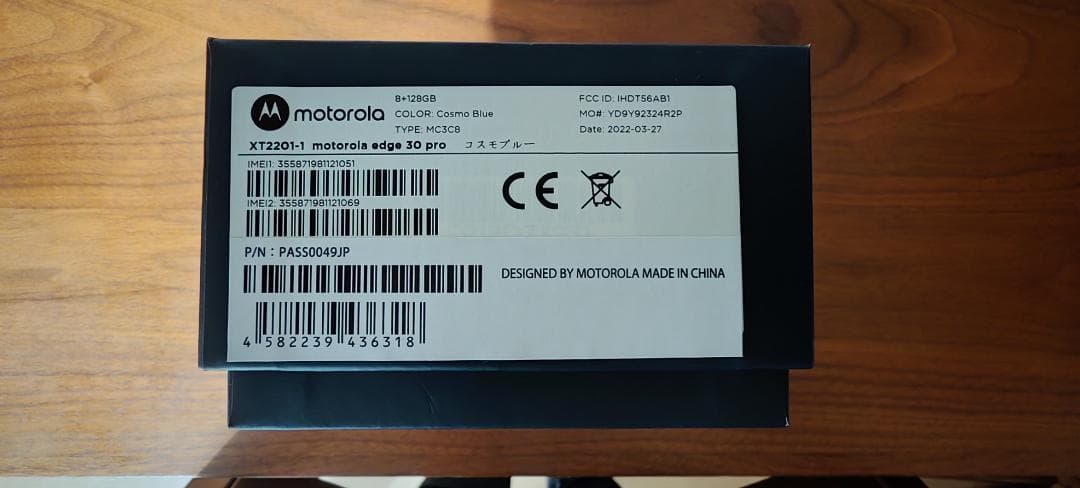 motorola
8+128GB
COLOR: Cosmo Blue
TYPE: MC3C8
FCC ID: IHDT56AB1
MO#: YD9Y92324R2P
Date: 2022-03-27
XT2201-1 motorola edge 30 pro コスモブルー
IMEI1: 355871981121051
IMEI2: 355871981121069
CE
P/N : PASS0049JP
DESIGNED BY MOTOROLA MADE IN CHINA
4 582239 436318